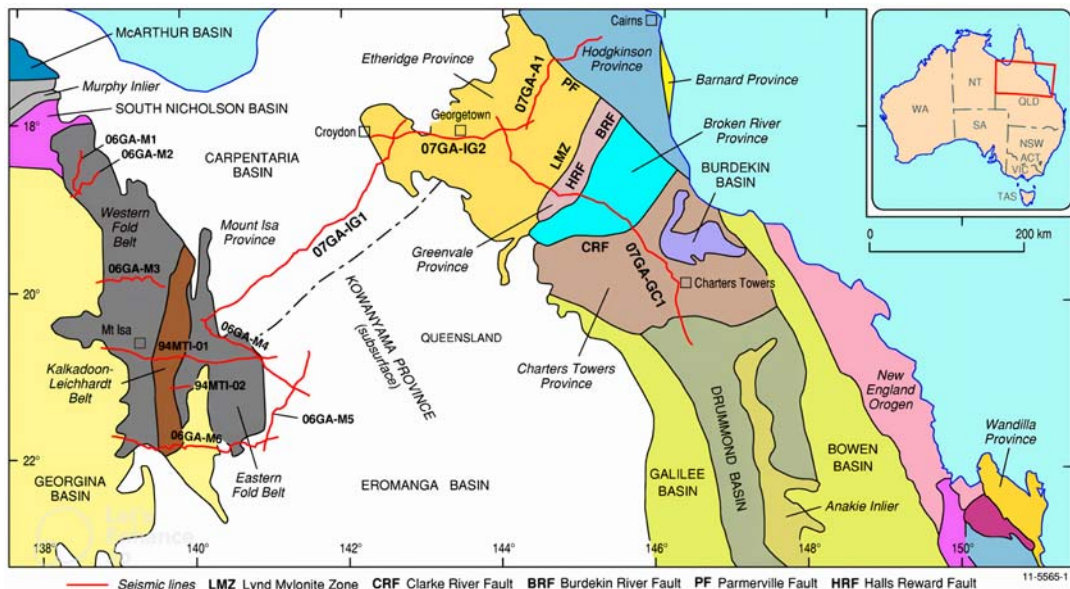 McARTHUR BASIN
Murphy Inlier
SOUTH NICHOLSON BASIN
18°
06GA-M1
06GA-M2
CARPENTARIA
BASIN
Western
Fold
Belt
Mount Isa
Province
06GA-M3
20°
Mt Isa
94MTI-01
Kalkadoon-
Leichhardt
Belt
94MTI-02
06GA-M4
06GA-M5
06GA-M6
22°
GEORGINA
BASIN
Eastern
Fold Belt
EROMANGA BASIN
07GA-IG1
KOWANYAMA PROVINCE
(subsurface)
QUEENSLAND
Etheridge Province
Croydon
Georgetown
07GA-IG2
07GA-A1
Cairns
Hodgkinson
Province
PF
Barnard Province
LMZ
BRF
HRF
Broken River
Province
BURDEKIN
BASIN
Greenvale
Province
CRF
07GA-GC1
Charters Towers
Charters Towers
Province
DRUMMOND BASIN
GALILEE
BASIN
BOWEN
BASIN
Anakie Inlier
New
England
Orogen
Wandilla
Province
WA
NT
SA
QLD
NSW
ACT
VIC
TAS
0
200 km
138°
140°
142°
144°
146°
148°
150°
Seismic lines LMZ Lynd Mylonite Zone CRF Clarke River Fault BRF Burdekin River Fault PF Parmerville Fault HRF Halls Reward Fault
11-5565-1